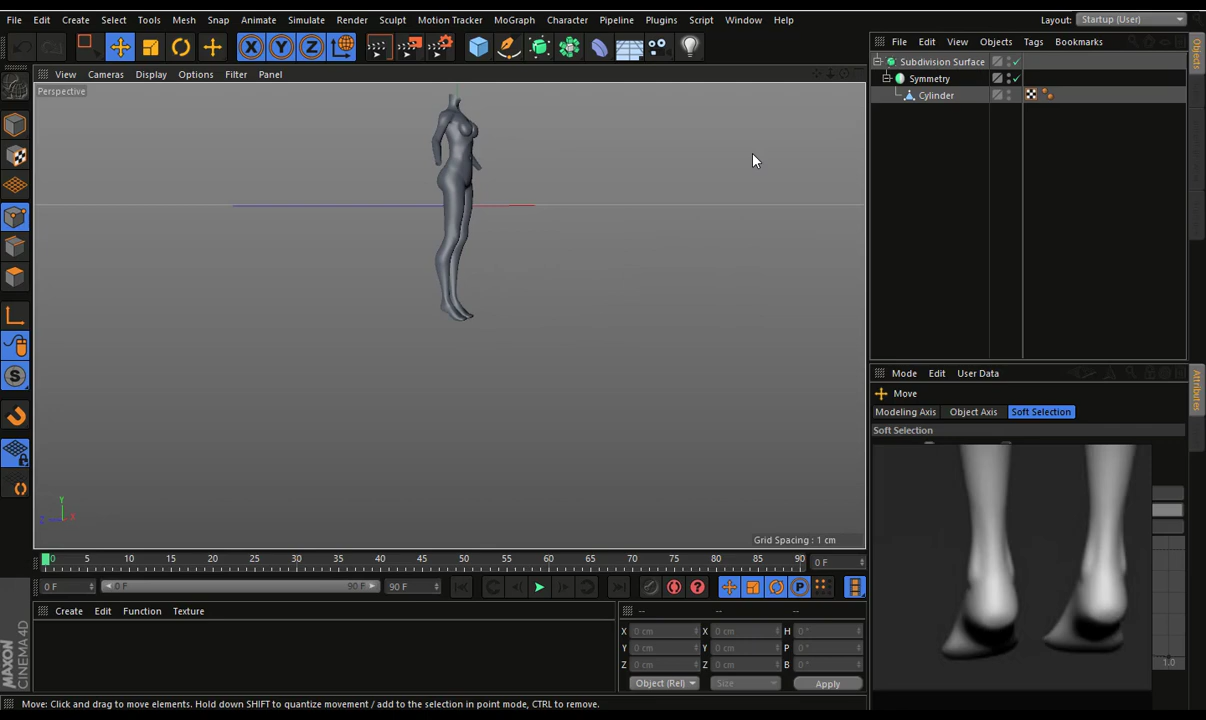 File Edit Create Select Tools Mesh Snap Animate Simulate Render Sculpt Motion Tracker MoGraph Character Pipeline Plugins Script Window Help
Layout: Startup (User)
File Edit View Objects Tags Bookmarks
Subdivision Surface
Symmetry
Cylinder
Objects
View Cameras Display Options Filter Panel
Perspective
X Y Z
Y
Z X
Grid Spacing : 1 cm
Mode Edit User Data
Move
Modeling Axis Object Axis Soft Selection
Soft Selection
Attributes
1.0
0 5 10 15 20 25 30 35 40 45 50 55 60 65 70 75 80 85 90 0 F
0 F 0 F 90 F 90 F
Create Edit Function Texture
-- -- --
X 0 cm X 0 cm H 0 °
Y 0 cm Y 0 cm P 0 °
Z 0 cm Z 0 cm B 0 °
Object (Rel) Size Apply
MAXON
CINEMA 4D
Move: Click and drag to move elements. Hold down SHIFT to quantize movement / add to the selection in point mode, CTRL to remove.